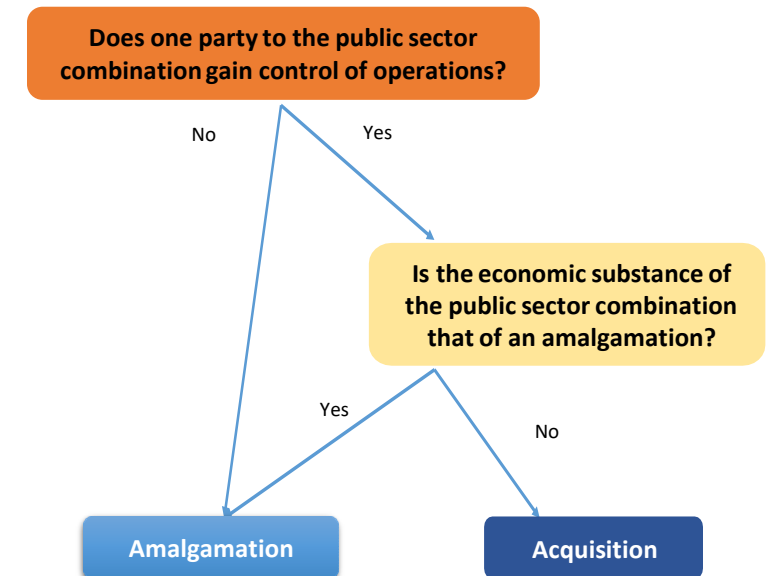 Does one party to the public sector
combination gain control of operations?
No
Yes
Is the economic substance of
the public sector combination
that of an amalgamation?
Yes
No
Amalgamation
Acquisition